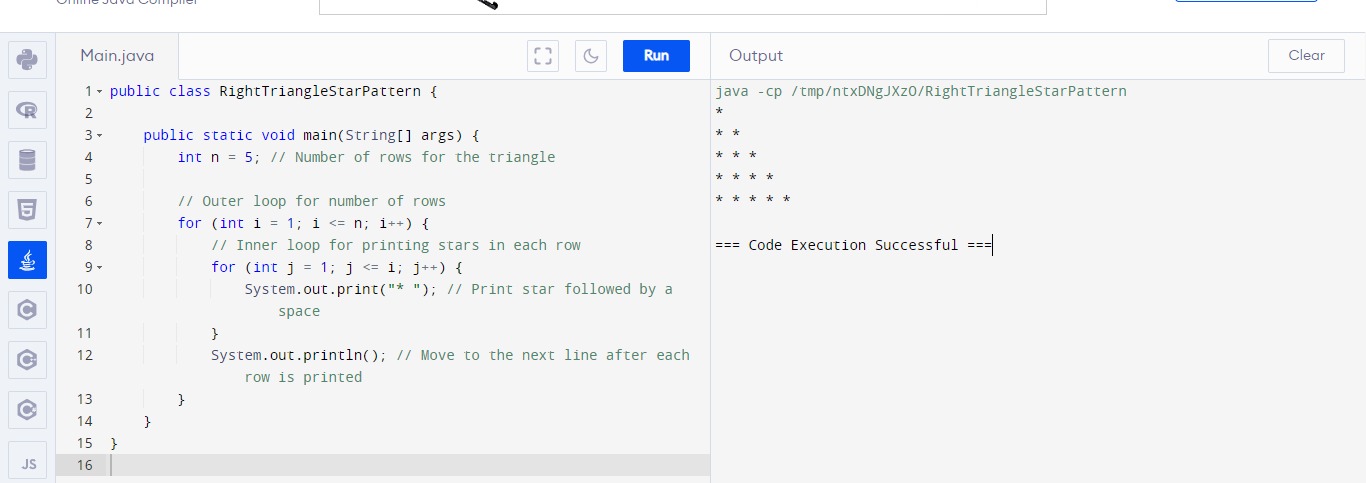 Online Java Compiler
Main.java
Run
Output
Clear
1 public class RightTriangleStarPattern {
2
3     public static void main(String[] args) {
4         int n = 5; // Number of rows for the triangle
5
6         // Outer loop for number of rows
7         for (int i = 1; i <= n; i++) {
8             // Inner loop for printing stars in each row
9             for (int j = 1; j <= i; j++) {
10                 System.out.print("* "); // Print star followed by a
space
11             }
12             System.out.println(); // Move to the next line after each
row is printed
13         }
14     }
15 }
16
JS
java -cp /tmp/ntxDNgJXzO/RightTriangleStarPattern
*
* *
* * *
* * * *
* * * * *
=== Code Execution Successful ===